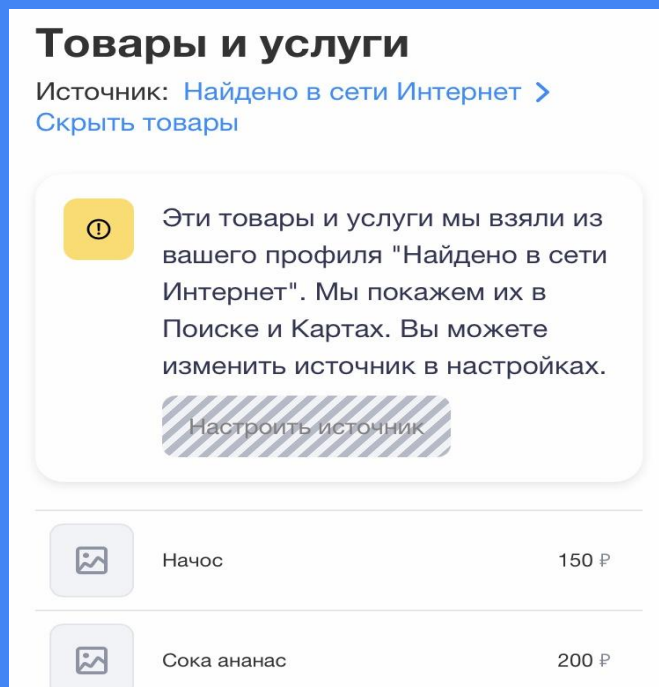 Товары и услуги
Источник: Найдено в сети Интернет >
Скрыть товары
Эти товары и услуги мы взяли из
вашего профиля "Найдено в сети
Интернет". Мы покажем их в
Поиске и Картах. Вы можете
изменить источник в настройках.
Настроить источник
Начос 150 ₽
Сока ананас 200 ₽